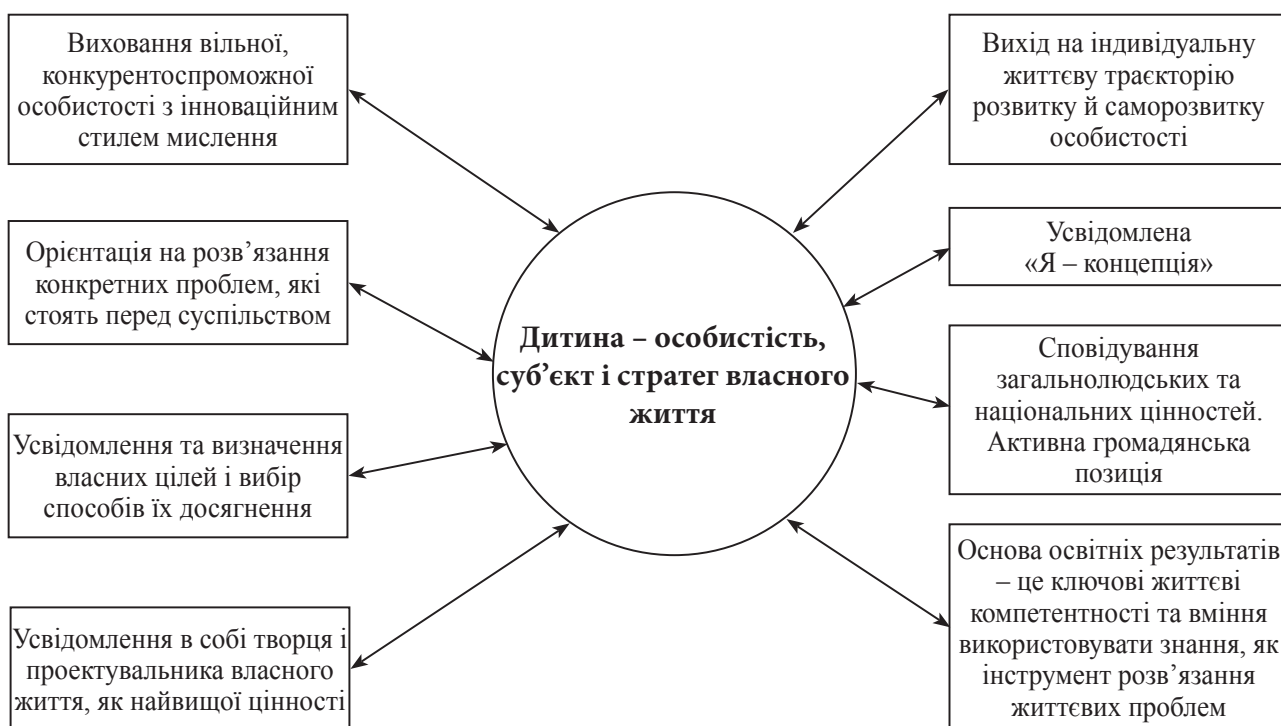 Виховання вільної,
конкурентоспроможної
особистості з інноваційним
стилем мислення
Орієнтація на розв’язання
конкретних проблем, які
стоять перед суспільством
Усвідомлення та визначення
власних цілей і вибір
способів їх досягнення
Усвідомлення в собі творця і
проектувальника власного
життя, як найвищої цінності
Дитина – особистість,
суб’єкт і стратег власного
життя
Вихід на індивідуальну
життєву траєкторію
розвитку й саморозвитку
особистості
Усвідомлена
«Я – концепція»
Сповідування
загальнолюдських та
національних цінностей.
Активна громадянська
позиція
Основа освітніх результатів
– це ключові життєві
компетентності та вміння
використовувати знання, як
інструмент розв’язання
життєвих проблем